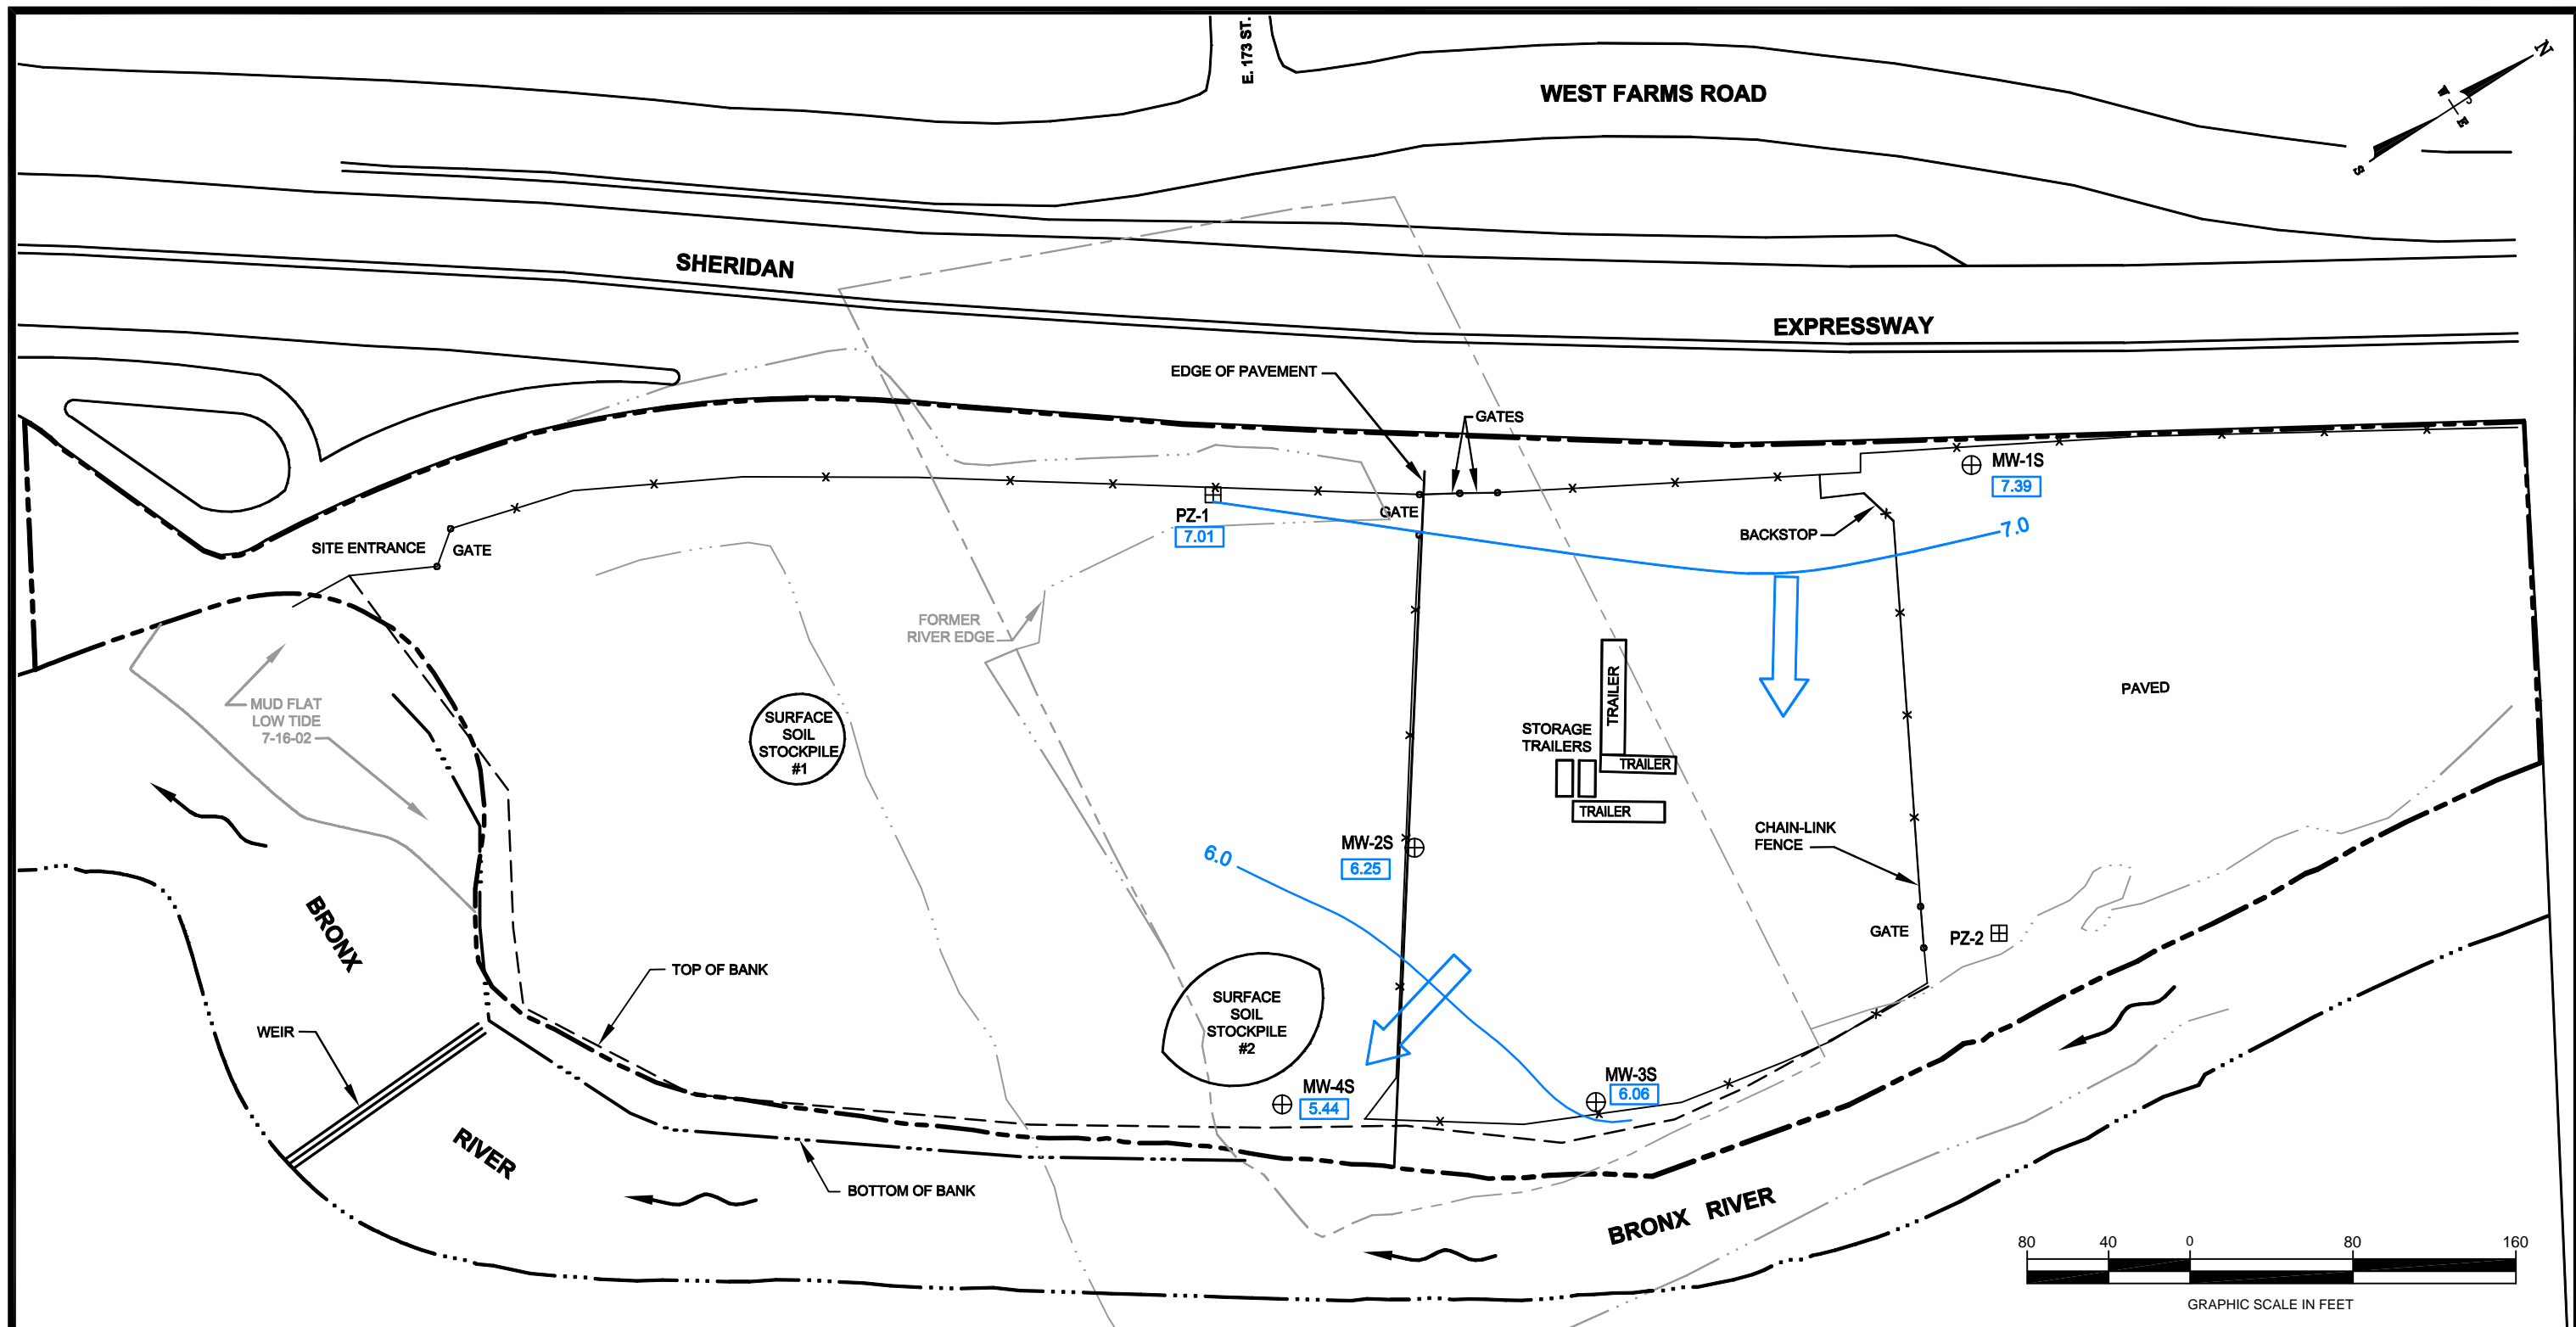 E. 173 ST.
WEST FARMS ROAD
N
E
S
SHERIDAN
EXPRESSWAY
EDGE OF PAVEMENT
GATES
MW-1S
7.39
PZ-1
7.01
GATE
BACKSTOP
7.0
SITE ENTRANCE
GATE
FORMER
RIVER EDGE
MUD FLAT
LOW TIDE
7-16-02
SURFACE
SOIL
STOCKPILE
#1
TRAILER
STORAGE
TRAILERS
TRAILER
TRAILER
PAVED
MW-2S
6.25
6.0
CHAIN-LINK
FENCE
GATE
PZ-2
BRONX
RIVER
WEIR
TOP OF BANK
SURFACE
SOIL
STOCKPILE
#2
MW-4S
5.44
MW-3S
6.06
BOTTOM OF BANK
BRONX RIVER
80 40 0 80 160
GRAPHIC SCALE IN FEET